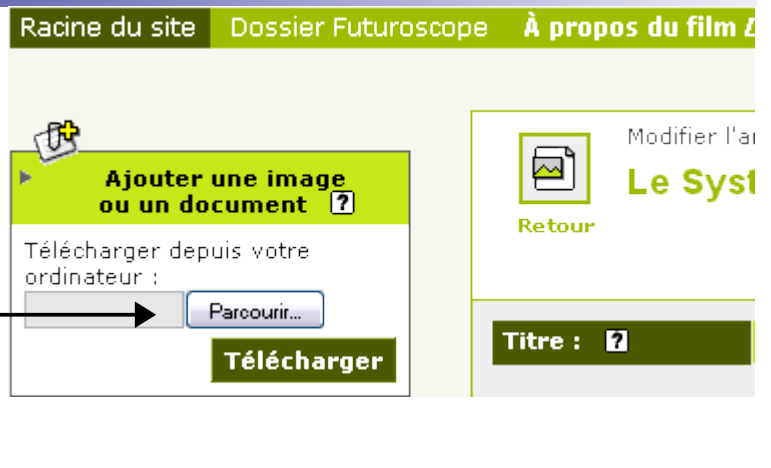 Racine du site Dossier Futuroscope À propos du film
Ajouter une image
ou un document ?
Télécharger depuis votre
ordinateur :
Parcourir...
Télécharger
Modifier l'a
Le Syst
Retour
Titre : ?